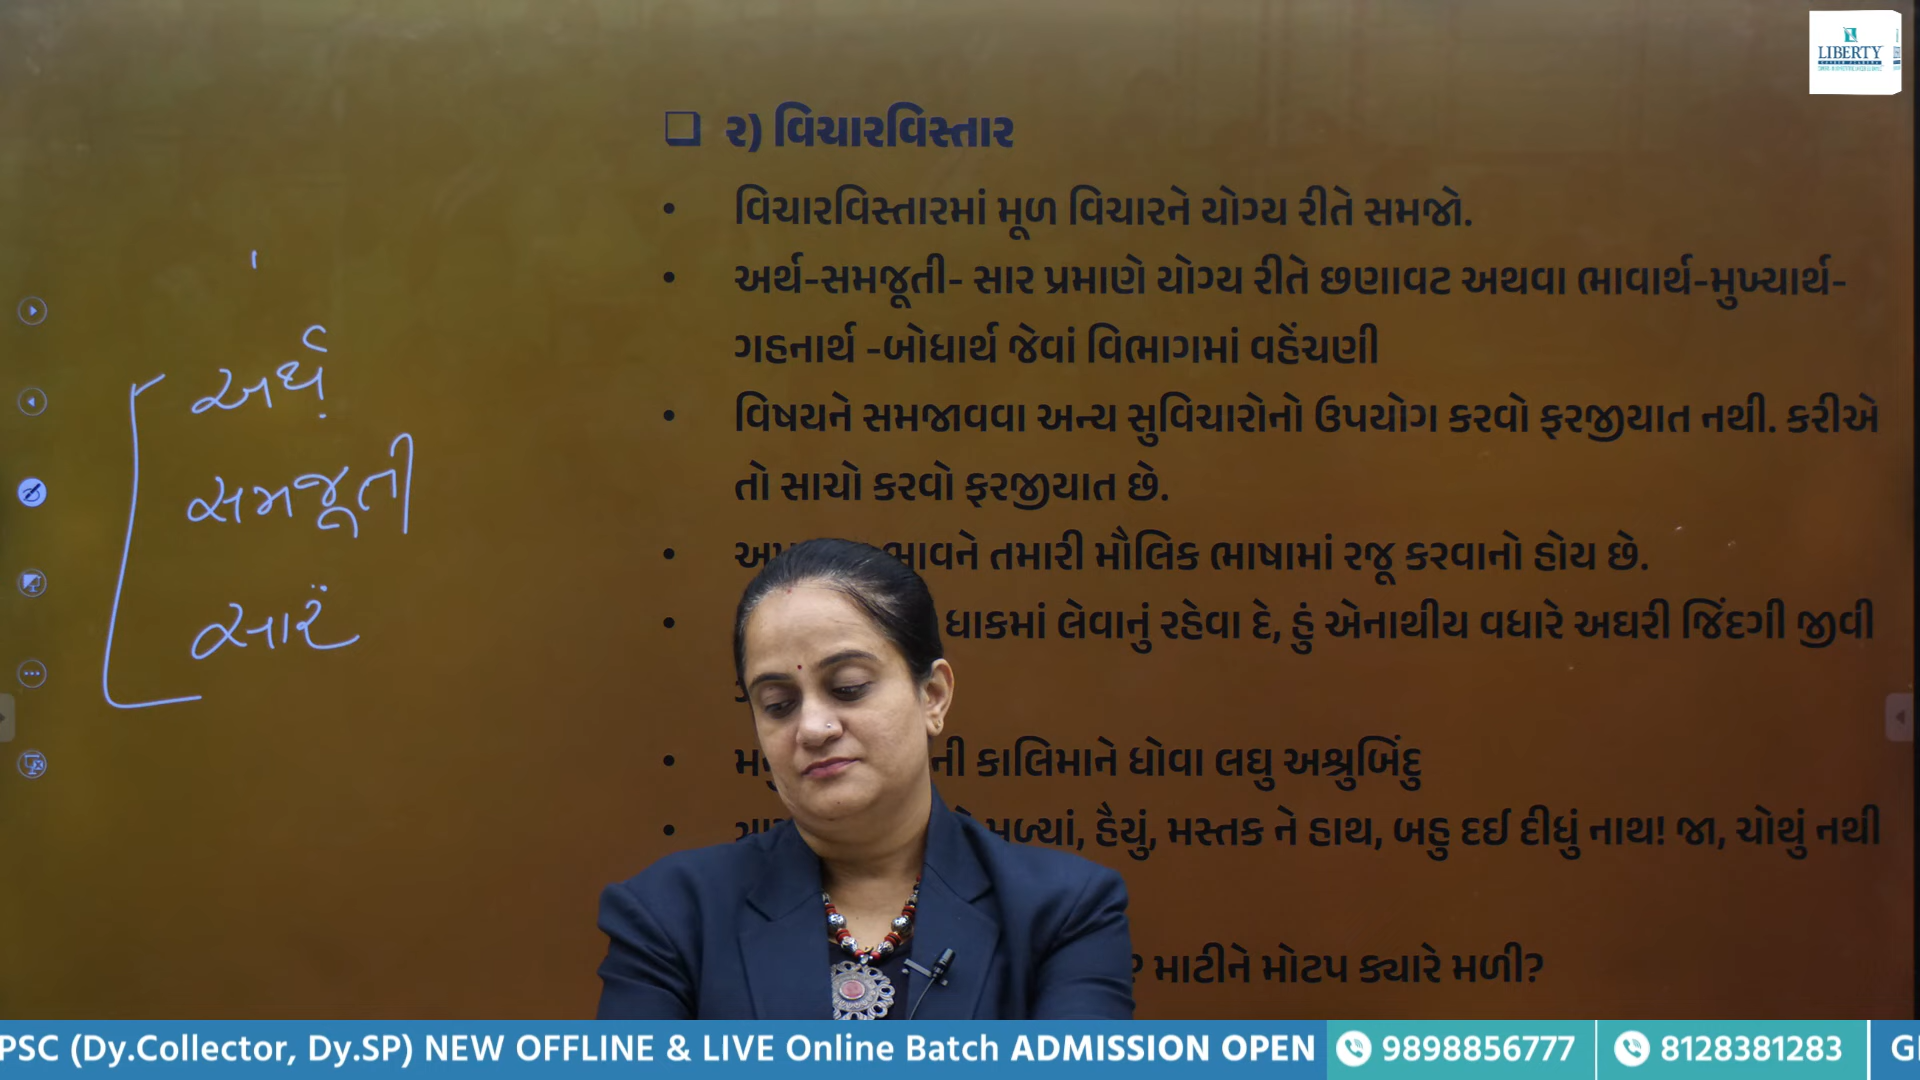 LIBERTY
૨) વિચારવિસ્તાર
• વિચારવિસ્તારમાં મૂળ વિચારને યોગ્ય રીતે સમજો.
• અર્થ-સમજૂતી- સાર પ્રમાણે યોગ્ય રીતે છણાવટ અથવા ભાવાર્થ-મુખ્યાર્થ-
ગહનાર્થ -બોધાર્થ જેવાં વિભાગમાં વહેંચણી
• વિષયને સમજાવવા અન્ય સુવિચારોનો ઉપયોગ કરવો ફરજીયાત નથી. કરીએ
તો સાચો કરવો ફરજીયાત છે.
• તમારી મૌલિક ભાષામાં રજૂ કરવાનો હોય છે.
• ધાકમાં લેવાનું રહેવા દે, હું એનાથીય વધારે અઘરી જિંદગી જીવી
• ની કાલિમાને ધોવા લઘુ અશ્રુબિંદુ
• મળ્યાં, હૈયું, મસ્તક ને હાથ, બહુ દઈ દીધું નાથ! જા, ચોથું નથી
? માટીને મોટપ ક્યારે મળી?
અર્થ
સમજૂતી
સાર
PSC (Dy.Collector, Dy.SP) NEW OFFLINE & LIVE Online Batch ADMISSION OPEN 9898856777 8128381283